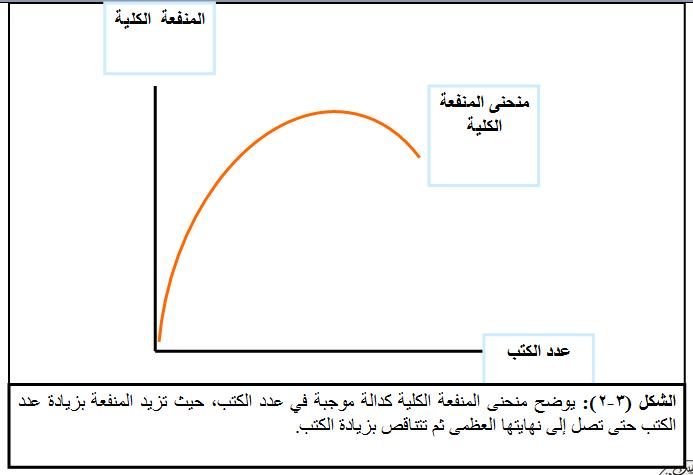 المنفعة الكلية
منحنى المنفعة
الكلية
عدد الكتب
الشكل (٣-٢): يوضح منحنى المنفعة الكلية كدالة موجبة في عدد الكتب، حيث تزيد المنفعة بزيادة عدد
الكتب حتى تصل إلى نهايتها العظمى ثم تتناقص بزيادة الكتب.